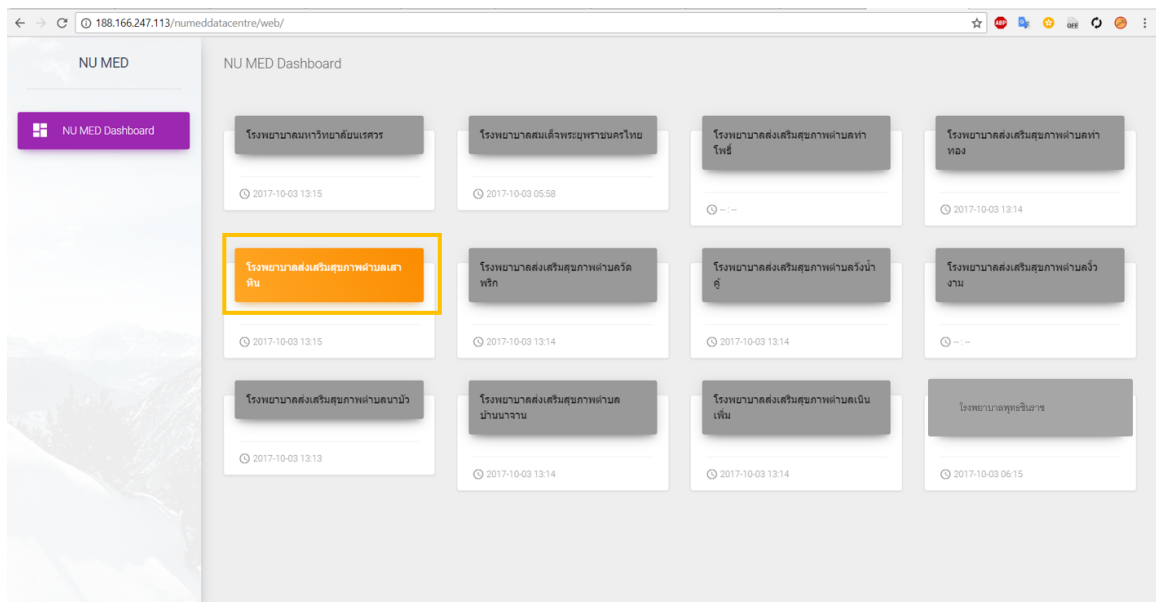 188.166.247.113/numeddatacentre/web/
NU MED
NU MED Dashboard
NU MED Dashboard
โรงพยาบาลมหาวิทยาลัยนเรศวร
2017-10-03 13:15
โรงพยาบาลสมเด็จพระยุพราชนครไทย
2017-10-03 05:58
โรงพยาบาลส่งเสริมสุขภาพตำบลท่า
โพธิ์
-- : --
โรงพยาบาลส่งเสริมสุขภาพตำบลท่า
ทอง
2017-10-03 13:14
โรงพยาบาลส่งเสริมสุขภาพตำบลเสา
หิน
2017-10-03 13:15
โรงพยาบาลส่งเสริมสุขภาพตำบลวัด
พริก
2017-10-03 13:14
โรงพยาบาลส่งเสริมสุขภาพตำบลวังน้ำ
คู้
2017-10-03 13:14
โรงพยาบาลส่งเสริมสุขภาพตำบลงิ้ว
งาม
-- : --
โรงพยาบาลส่งเสริมสุขภาพตำบลนาบัว
2017-10-03 13:13
โรงพยาบาลส่งเสริมสุขภาพตำบล
บ้านนาจาน
2017-10-03 13:14
โรงพยาบาลส่งเสริมสุขภาพตำบลเนิน
เพิ่ม
2017-10-03 13:14
โรงพยาบาลพุทธชินราช
2017-10-03 06:15